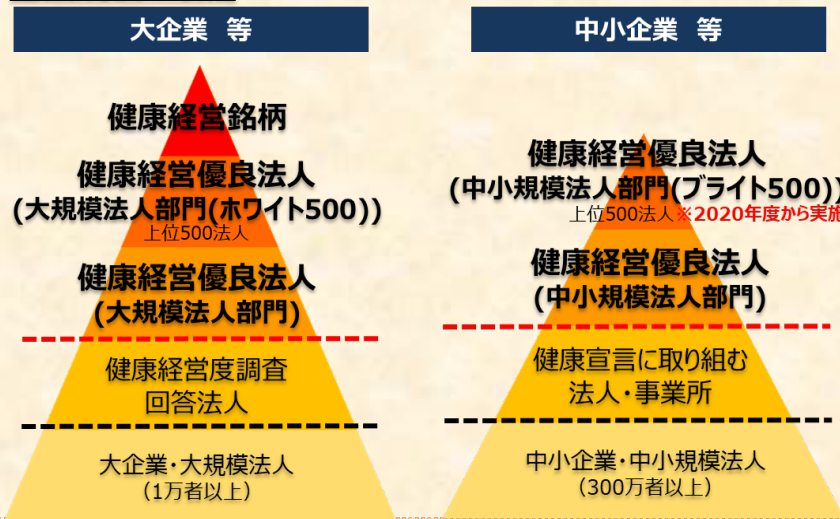 大企業 等
健康経営銘柄
健康経営優良法人
(大規模法人部門(ホワイト500))
上位500法人
健康経営優良法人
(大規模法人部門)
健康経営度調査
回答法人
大企業・大規模法人
(1万者以上)
中小企業 等
健康経営優良法人
(中小規模法人部門(ブライト500))
上位500法人※2020年度から実施
健康経営優良法人
(中小規模法人部門)
健康宣言に取り組む
法人・事業所
中小企業・中小規模法人
(300万者以上)